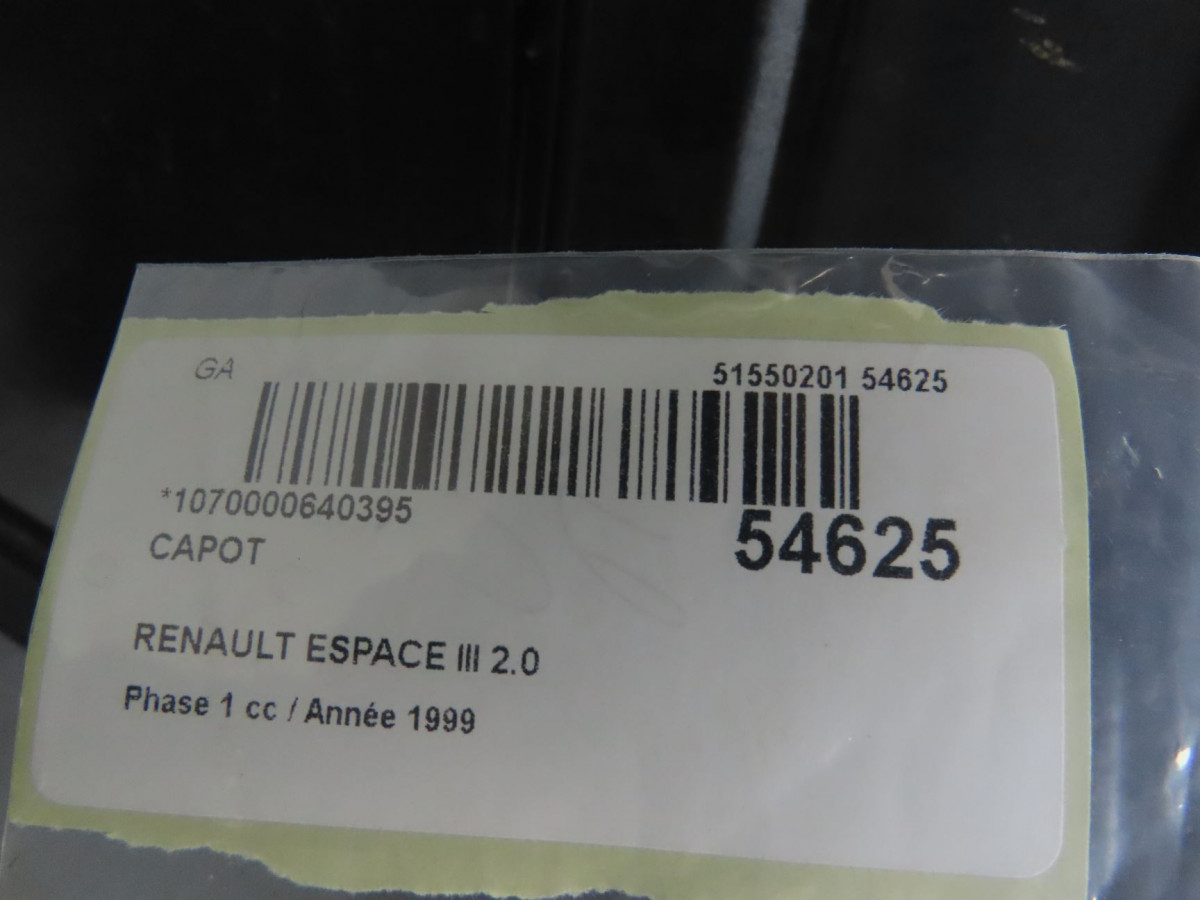 GA
51550201 54625
*1070000640395
54625
CAPOT
RENAULT ESPACE III 2.0
Phase 1 cc / Année 1999